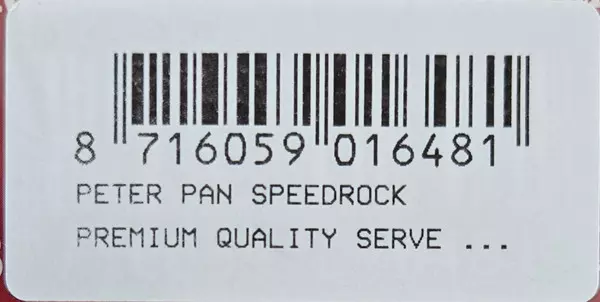 8 716059 016481
PETER PAN SPEEDROCK
PREMIUM QUALITY SERVE ...